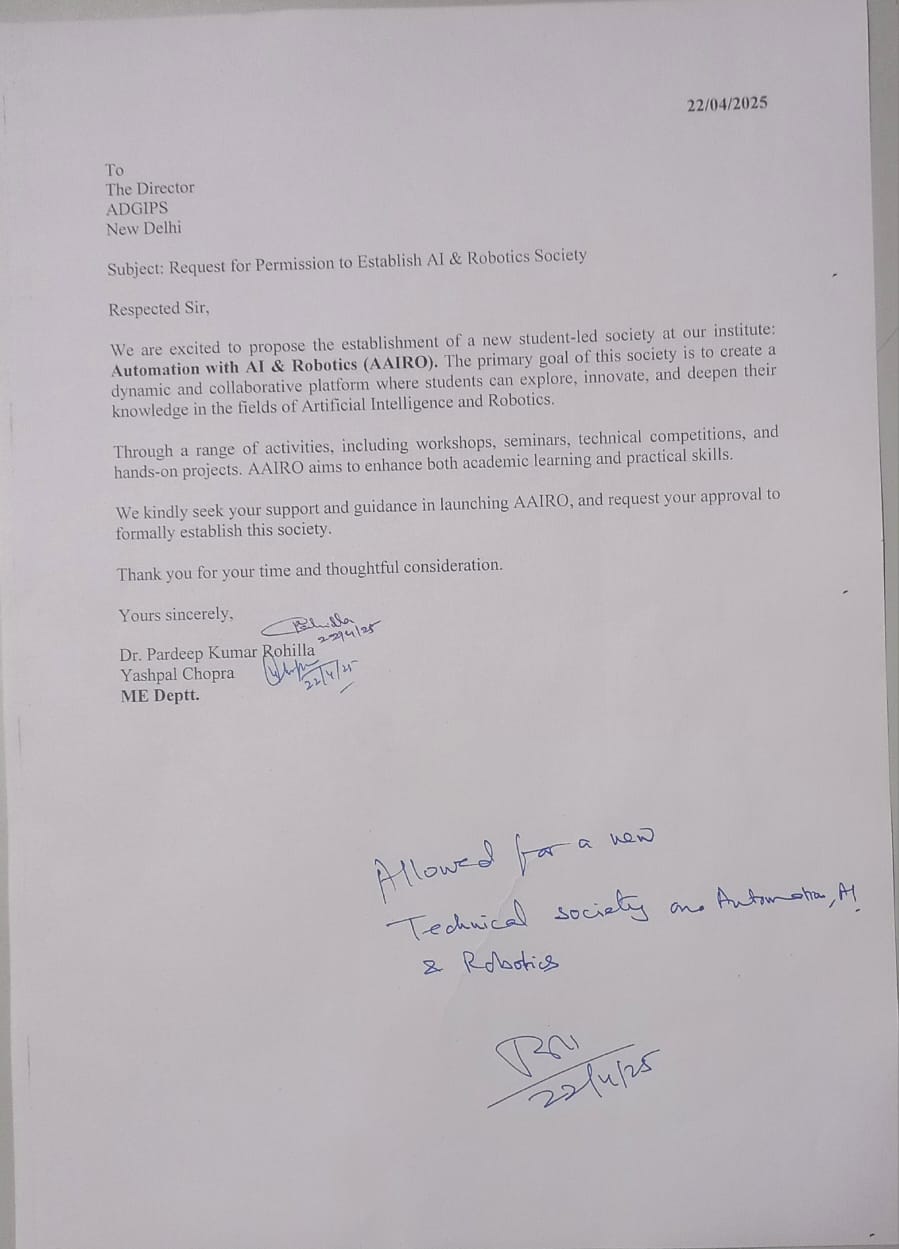 22/04/2025
To
The Director
ADGIPS
New Delhi
Subject: Request for Permission to Establish AI & Robotics Society
Respected Sir,
We are excited to propose the establishment of a new student-led society at our institute:
Automation with AI & Robotics (AAIRO). The primary goal of this society is to create a
dynamic and collaborative platform where students can explore, innovate, and deepen their
knowledge in the fields of Artificial Intelligence and Robotics.
Through a range of activities, including workshops, seminars, technical competitions, and
hands-on projects. AAIRO aims to enhance both academic learning and practical skills.
We kindly seek your support and guidance in launching AAIRO, and request your approval to
formally establish this society.
Thank you for your time and thoughtful consideration.
Yours sincerely,
22/4/25
Dr. Pardeep Kumar Rohilla
Yashpal Chopra
22/4/25
ME Deptt.
Allowed for a new
Technical society on Automation, AI
& Robotics
22/4/25